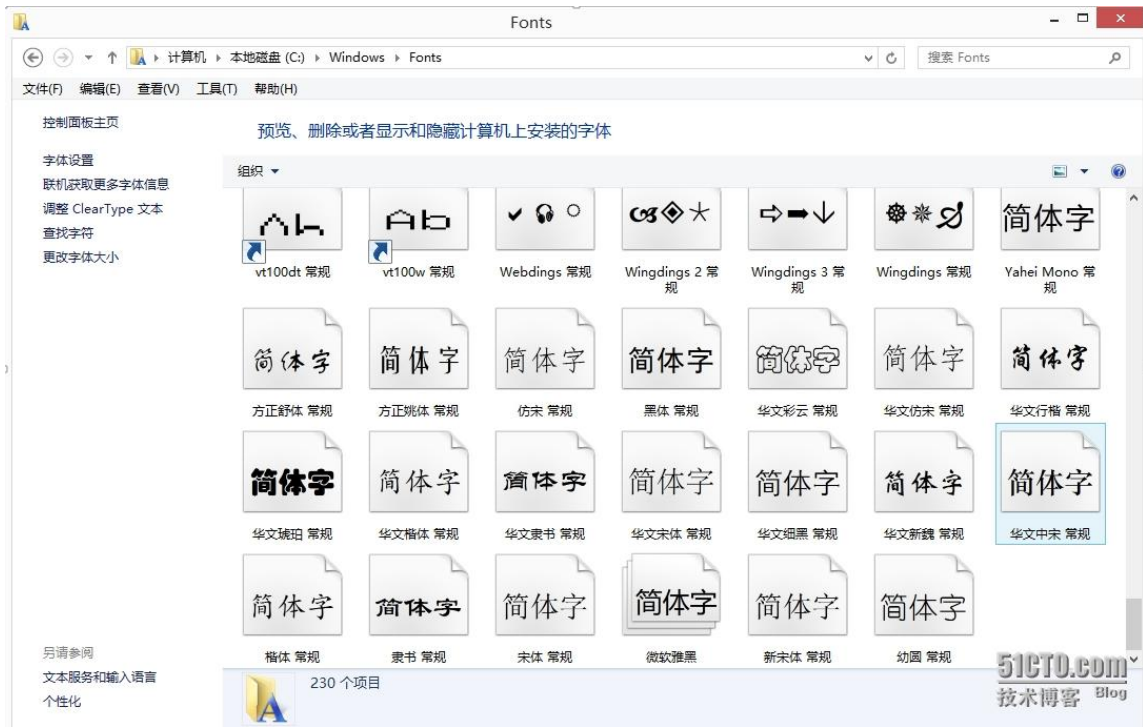 Fonts
计算机 本地磁盘 (C:) Windows Fonts
搜索 Fonts
文件(F) 编辑(E) 查看(V) 工具(T) 帮助(H)
控制面板主页
字体设置
联机获取更多字体信息
调整 ClearType 文本
查找字符
更改字体大小
预览、删除或者显示和隐藏计算机上安装的字体
组织
Ab
简体字
vt100dt 常规 vt100w 常规 Webdings 常规 Wingdings 2 常 Wingdings 3 常 Wingdings 常规 Yahei Mono 常
规 规 规
简体字 简体字 简体字 简体字 简体字 简体字 简体字
方正舒体 常规 方正姚体 常规 仿宋 常规 黑体 常规 华文彩云 常规 华文仿宋 常规 华文行楷 常规
简体字 简体字 简体字 简体字 简体字 简体字 简体字
华文琥珀 常规 华文楷体 常规 华文隶书 常规 华文宋体 常规 华文细黑 常规 华文新魏 常规 华文中宋 常规
简体字 简体字 简体字 简体字 简体字 简体字
楷体 常规 隶书 常规 宋体 常规 微软雅黑 新宋体 常规 幼圆 常规
另请参阅
文本服务和输入语言
个性化
230 个项目
51CTO.com
技术博客 Blog